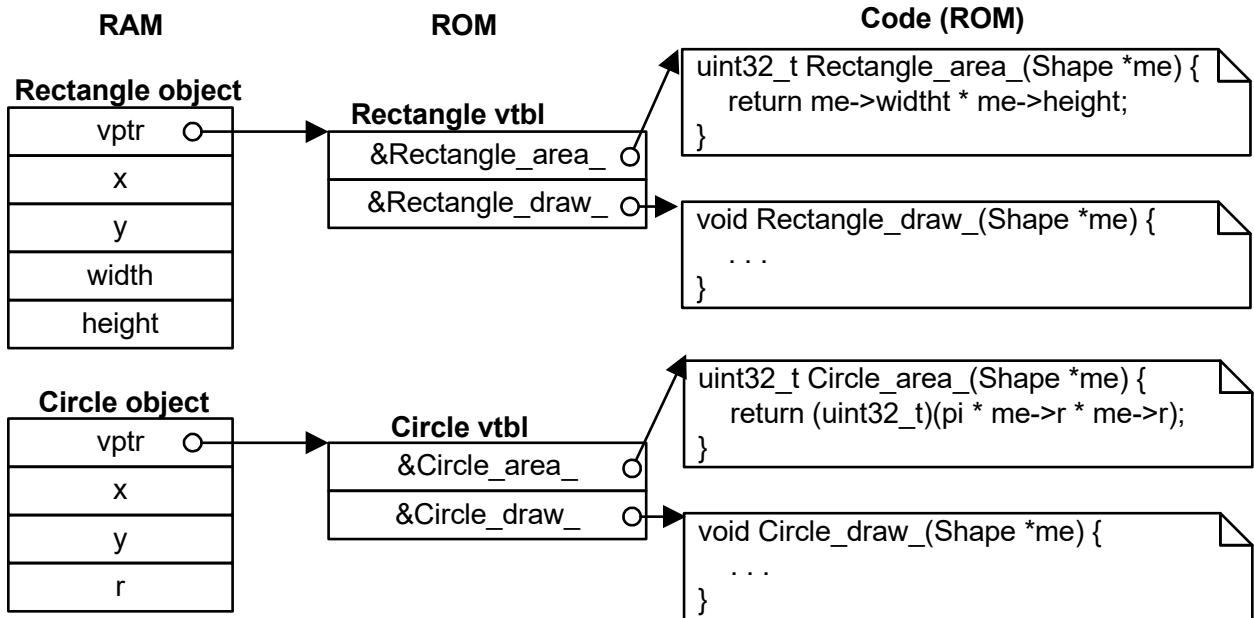 RAM
ROM
Code (ROM)
Rectangle object
vptr
x
y
width
height
Rectangle vtbl
&Rectangle_area_
&Rectangle_draw_
uint32_t Rectangle_area_(Shape *me) {
return me->widtht * me->height;
}
void Rectangle_draw_(Shape *me) {
. . .
}
Circle object
vptr
x
y
r
Circle vtbl
&Circle_area_
&Circle_draw_
uint32_t Circle_area_(Shape *me) {
return (uint32_t)(pi * me->r * me->r);
}
void Circle_draw_(Shape *me) {
. . .
}